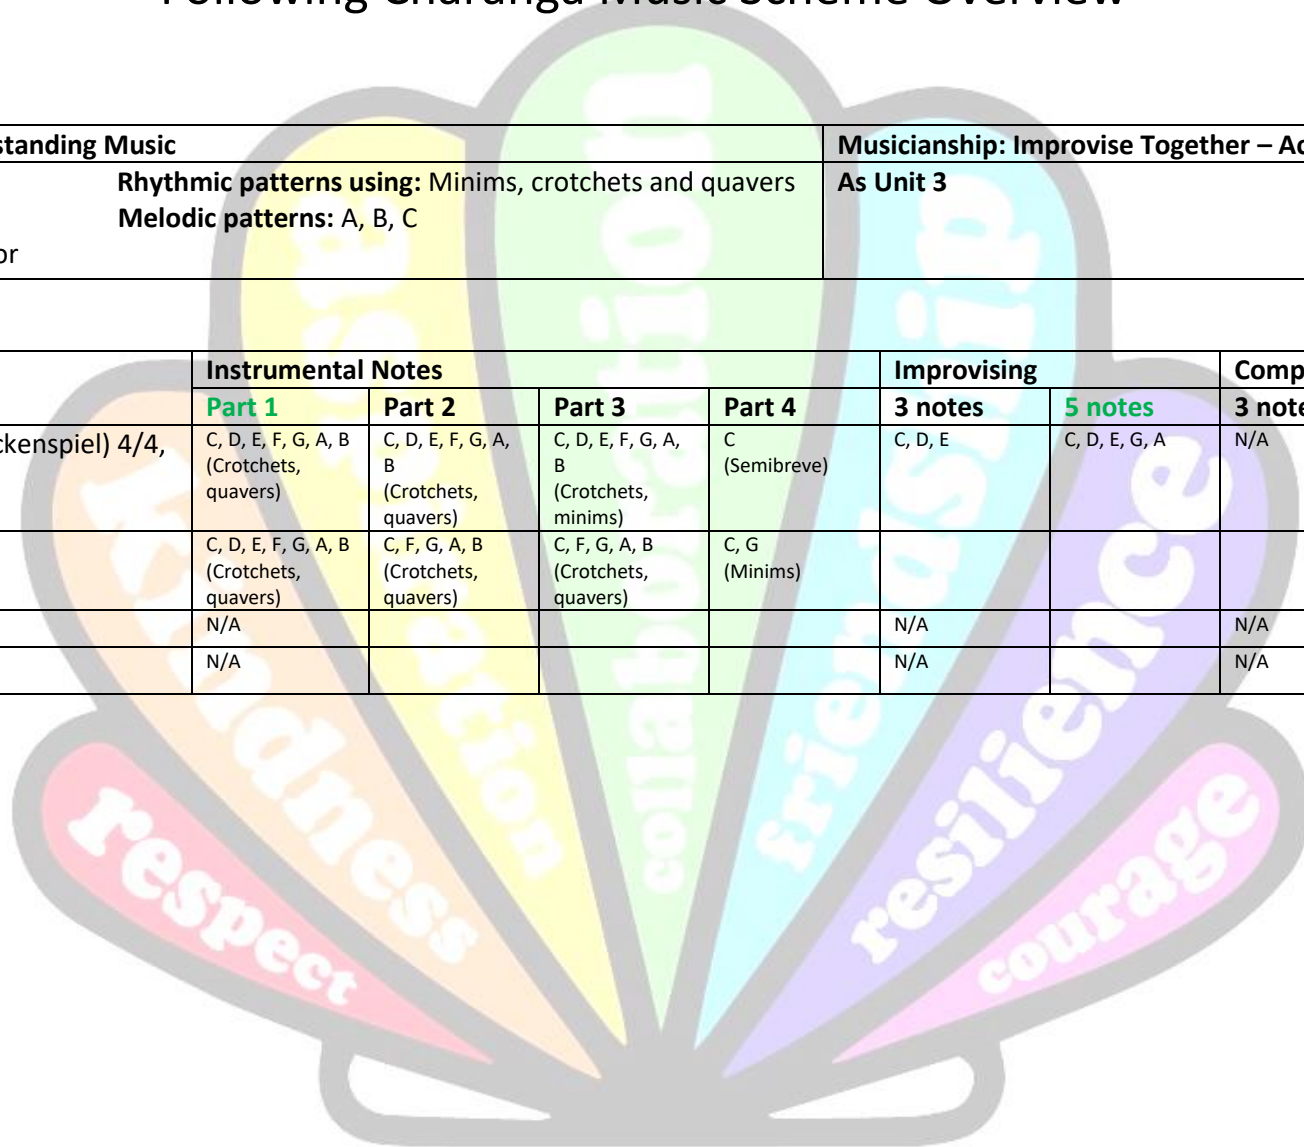 Following Charanga Music Scheme Overview
standing Music
Musicianship: Improvise Together – Ac
Rhythmic patterns using: Minims, crotchets and quavers
As Unit 3
Melodic patterns: A, B, C
or
Instrumental Notes
Improvising
Comp
Part 1
Part 2
Part 3
Part 4
3 notes
5 notes
3 note
ckenspiel) 4/4,
C, D, E, F, G, A, B
(Crotchets,
quavers)
C, D, E, F, G, A,
B
(Crotchets,
quavers)
C, D, E, F, G, A,
B
(Crotchets,
minims)
C
(Semibreve)
C, D, E
C, D, E, G, A
N/A
C, D, E, F, G, A, B
(Crotchets,
quavers)
C, F, G, A, B
(Crotchets,
quavers)
C, F, G, A, B
(Crotchets,
quavers)
C, G
(Minims)
N/A
N/A
N/A
N/A
N/A
N/A
respect
kindness
collaboration
friendship
resilience
courage